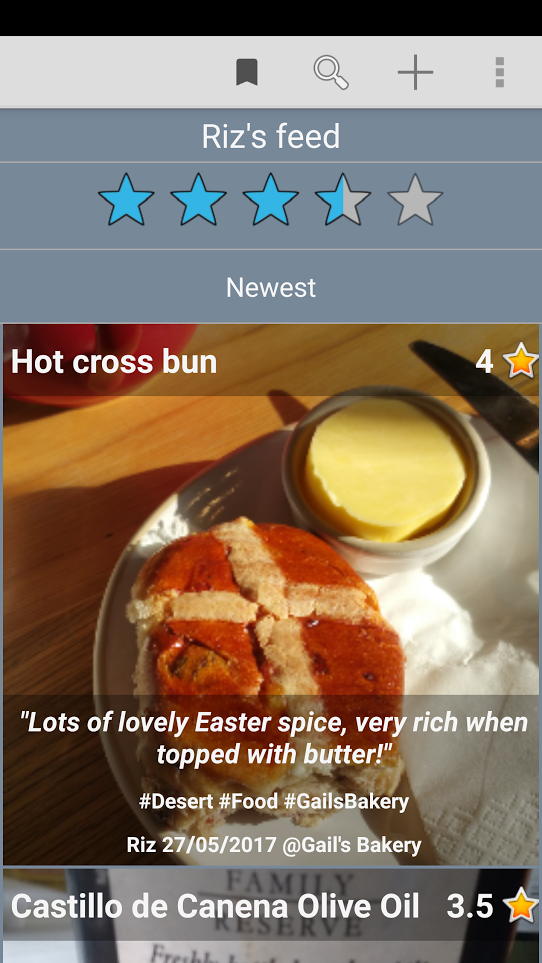 Riz's feed
Newest
Hot cross bun 4
"Lots of lovely Easter spice, very rich when
topped with butter!"
#Desert #Food #GailsBakery
Riz 27/05/2017 @Gail's Bakery
FAMILY
RESERVE
Castillo de Canena Olive Oil 3.5